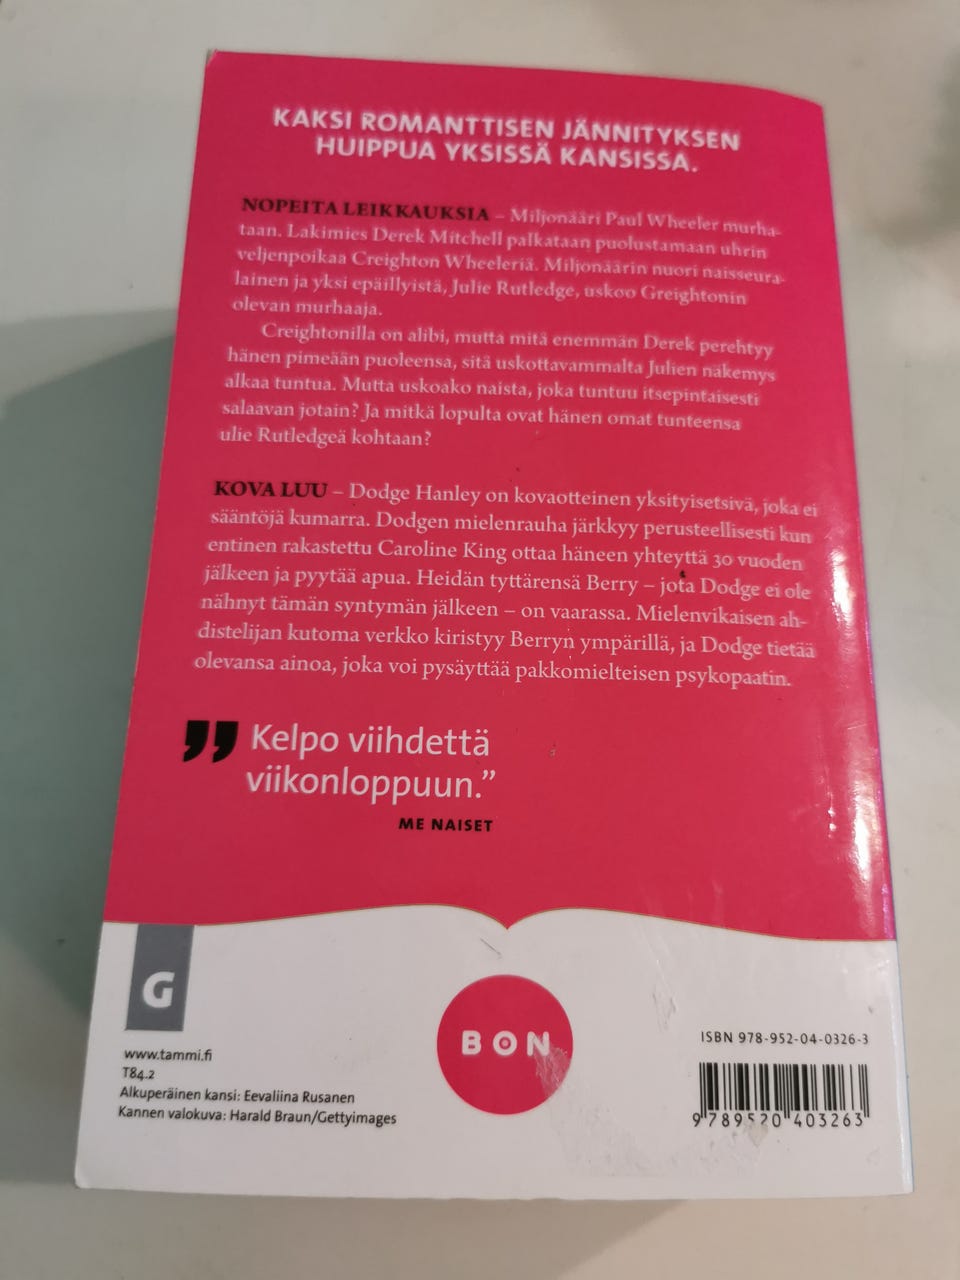 KAKSI ROMANTTISEN JÄNNITYKSEN
HUIPPUA YKSISSÄ KANSISSA.
NOPEITA LEIKKAUKSIA – Miljonääri Paul Wheeler murha-
taan. Lakimies Derek Mitchell palkataan puolustamaan uhrin
veljenpoikaa Creighton Wheeleriä. Miljonäärin nuori naisseura-
lainen ja yksi epäillyistä, Julie Rutledge, uskoo Greightonin
olevan murhaaja.
Creightonilla on alibi, mutta mitä enemmän Derek perehtyy
hänen pimeään puoleensa, sitä uskottavammalta Julien näkemys
alkaa tuntua. Mutta uskoako naista, joka tuntuu itsepintaisesti
salaavan jotain? Ja mitkä lopulta ovat hänen omat tunteensa
ulie Rutledgeä kohtaan?
KOVA LUU – Dodge Hanley on kovaotteinen yksityisetsivä, joka ei
sääntöjä kumarra. Dodgen mielenrauha järkkyy perusteellisesti kun
entinen rakastettu Caroline King ottaa häneen yhteyttä 30 vuoden
jälkeen ja pyytää apua. Heidän tyttärensä Berry – jota Dodge ei ole
nähnyt tämän syntymän jälkeen – on vaarassa. Mielenvikaisen ah-
distelijan kutoma verkko kiristyy Berryn ympärillä, ja Dodge tietää
olevansa ainoa, joka voi pysäyttää pakkomielteisen psykopaatin.
”Kelpo viihdettä
viikonloppuun.”
ME NAISET
G
www.tammi.fi
T84.2
Alkuperäinen kansi: Eevaliina Rusanen
Kannen valokuva: Harald Braun/Gettyimages
BON
ISBN 978-952-04-0326-3
9 789520 403263